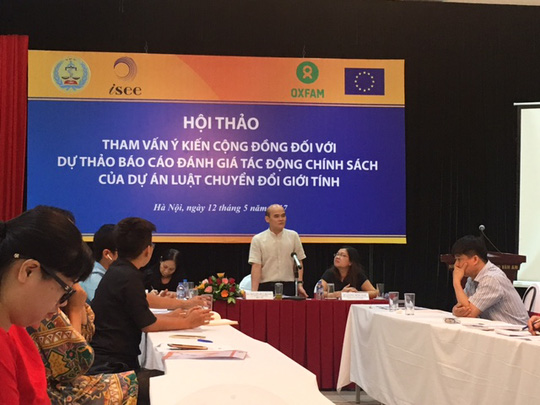 isee
OXFAM
HỘI THẢO
THAM VẤN Ý KIẾN CỘNG ĐỒNG ĐỐI VỚI
DỰ THẢO BÁO CÁO ĐÁNH GIÁ TÁC ĐỘNG CHÍNH SÁCH
CỦA DỰ ÁN LUẬT CHUYỂN ĐỔI GIỚI TÍNH
Hà Nội, ngày 12 tháng 5 năm